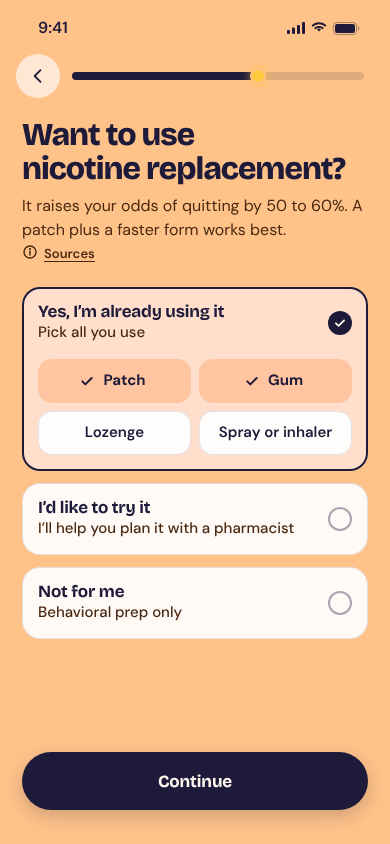 9:41
Want to use
nicotine replacement?
It raises your odds of quitting by 50 to 60%. A
patch plus a faster form works best.
Sources
Yes, I’m already using it
Pick all you use
Patch
Gum
Lozenge
Spray or inhaler
I’d like to try it
I’ll help you plan it with a pharmacist
Not for me
Behavioral prep only
Continue